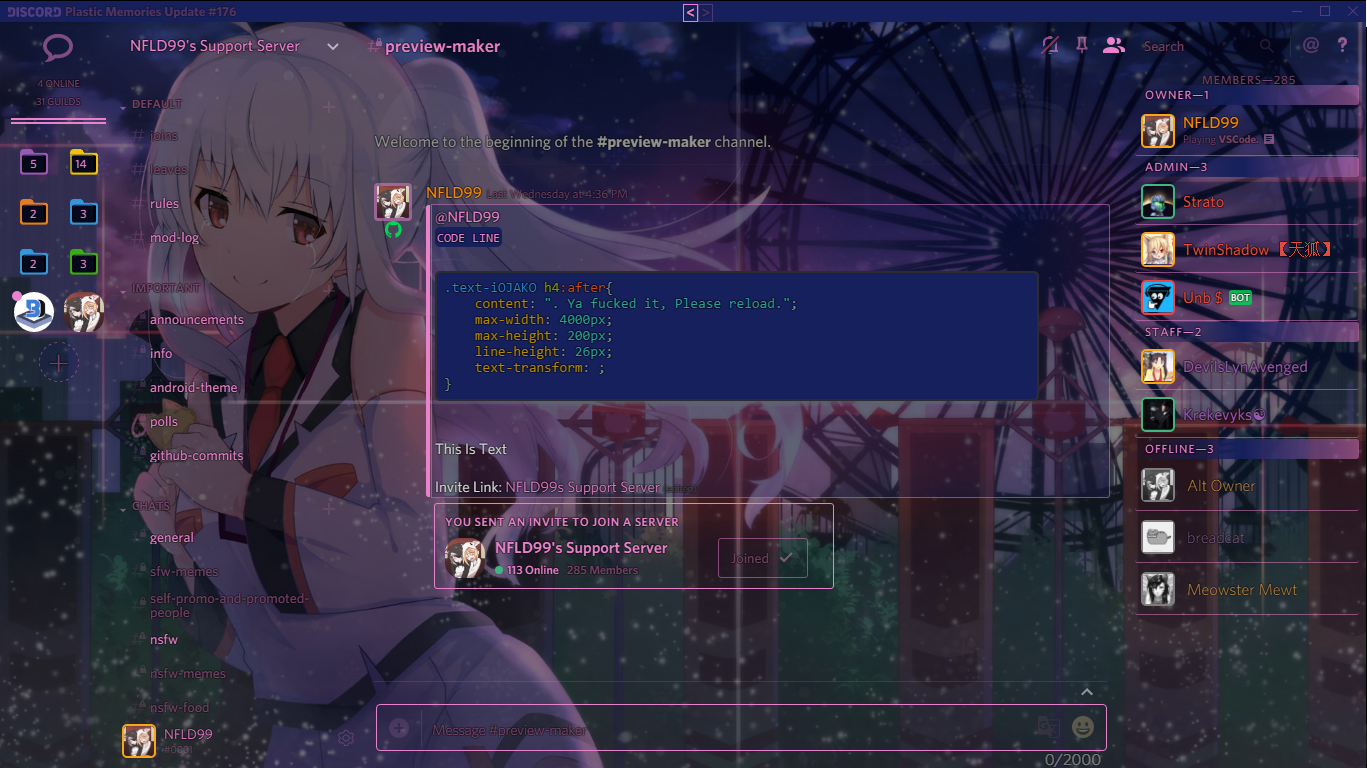 DISCORD Plastic Memories Update #176
< >
NFLD99's Support Server
4 ONLINE
31 GUILDS
5 14
2 3
2 3
DEFAULT
joins
leaves
rules
mod-log
IMPORTANT
announcements
info
android-theme
polls
github-commits
CHATS
general
sfw-memes
self-promo-and-promoted-
people
nsfw
nsfw-memes
nsfw-food
NFLD99
#0001
preview-maker
Search
@ ?
Welcome to the beginning of the #preview-maker channel.
NFLD99 Last Wednesday at 4:36 PM
@NFLD99
CODE LINE
.text-iOJAKO h4:after{
content: ". Ya fucked it, Please reload.";
max-width: 4000px;
max-height: 200px;
line-height: 26px;
text-transform: ;
}
This Is Text
Invite Link: NFLD99s Support Server (edited)
YOU SENT AN INVITE TO JOIN A SERVER
NFLD99's Support Server
113 Online 285 Members
Joined
Message #preview-maker
0/2000
MEMBERS—285
OWNER—1
NFLD99
Playing VSCode.
ADMIN—3
Strato
TwinShadow 【天狐】
Unb $ BOT
STAFF—2
DevilsLynAvenged
Krekevyks☯
OFFLINE—3
Alt Owner
breadcat
Meowster Mewt